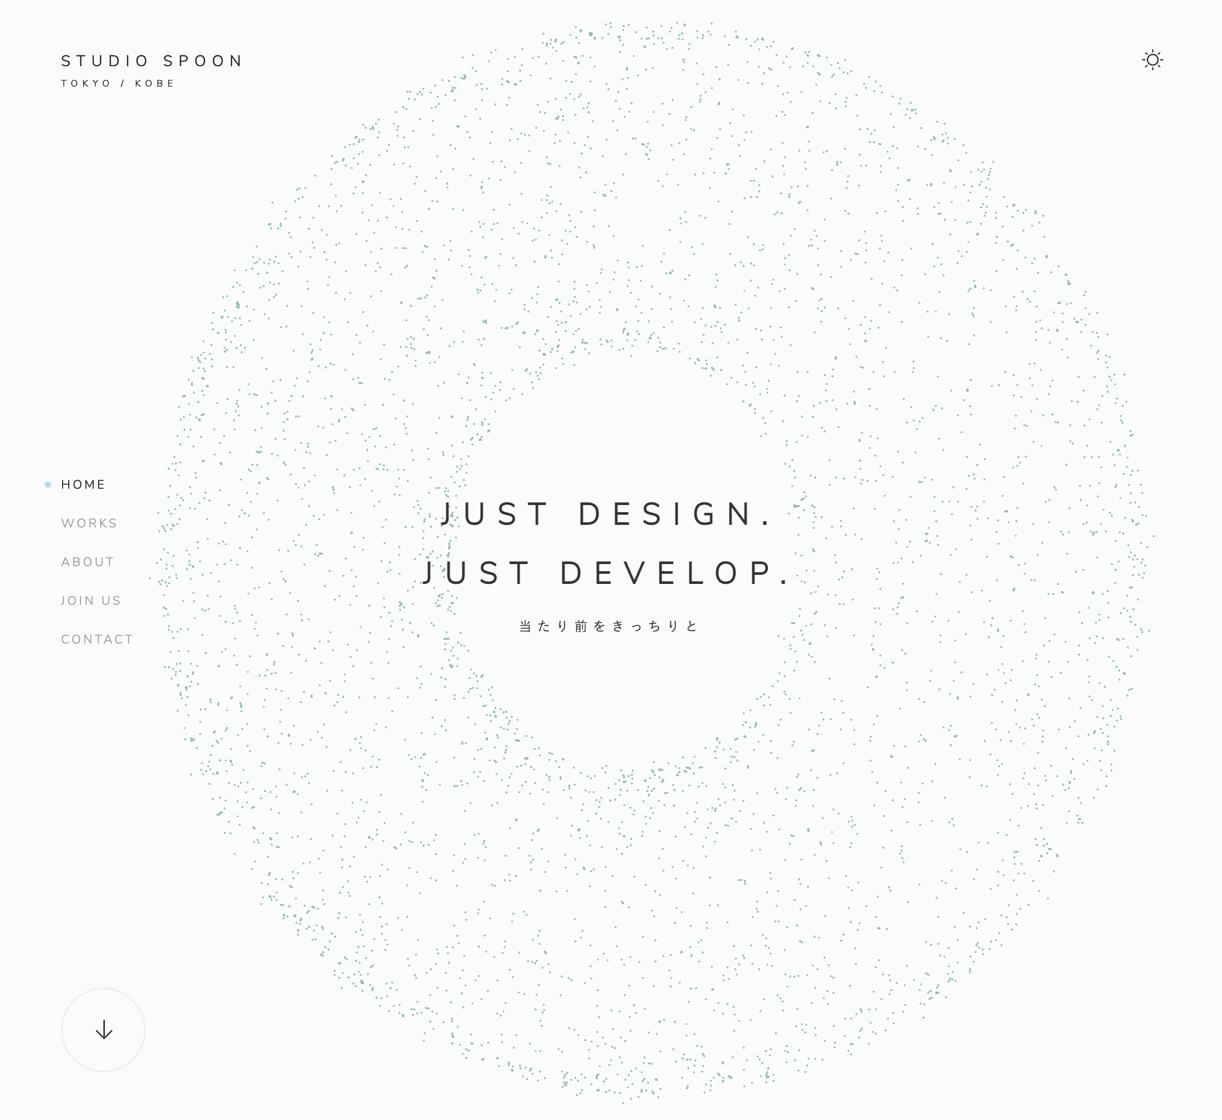 STUDIO SPOON
TOKYO / KOBE
HOME
WORKS
ABOUT
JOIN US
CONTACT
JUST DESIGN.
JUST DEVELOP.
当たり前をきっちりと